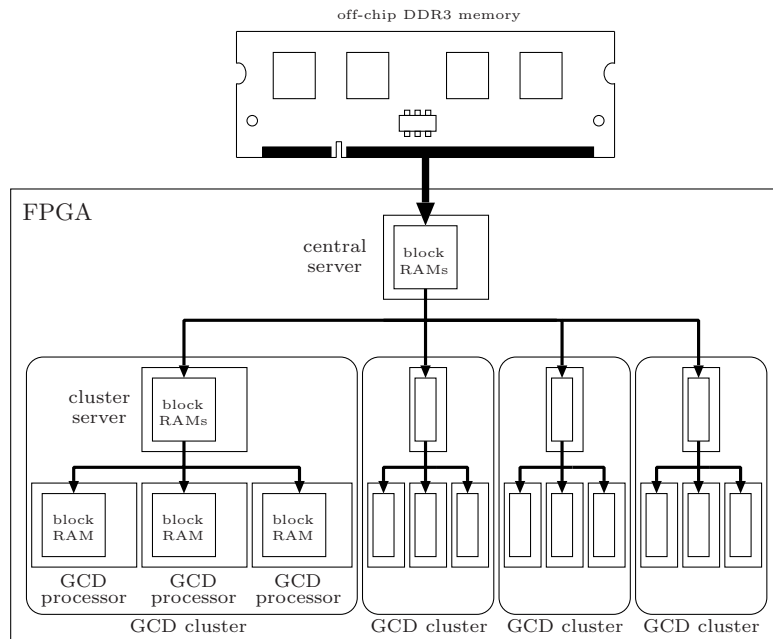 off-chip DDR3 memory
FPGA
central
server
block
RAMs
cluster
server
block
RAMs
block
RAM
block
RAM
block
RAM
GCD
processor
GCD
processor
GCD
processor
GCD cluster
GCD cluster
GCD cluster
GCD cluster